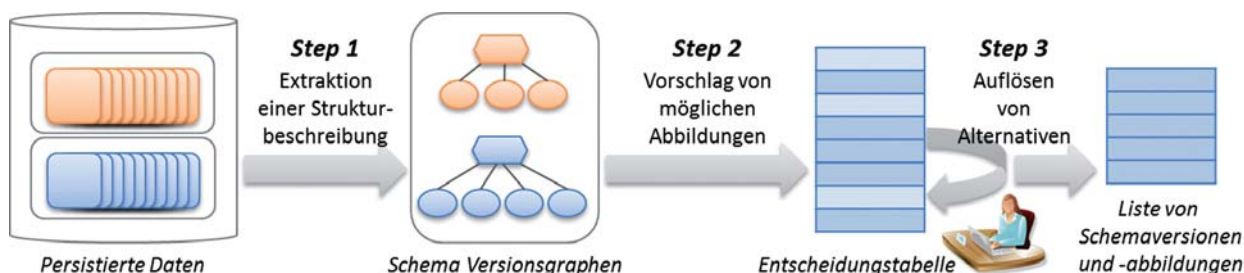 Step 1
Extraktion
einer Struktur-
beschreibung
Step 2
Vorschlag von
möglichen
Abbildungen
Step 3
Auflösen
von
Alternativen
Persistierte Daten
Schema Versionsgraphen
Entscheidungstabelle
Liste von
Schemaversionen
und -abbildungen